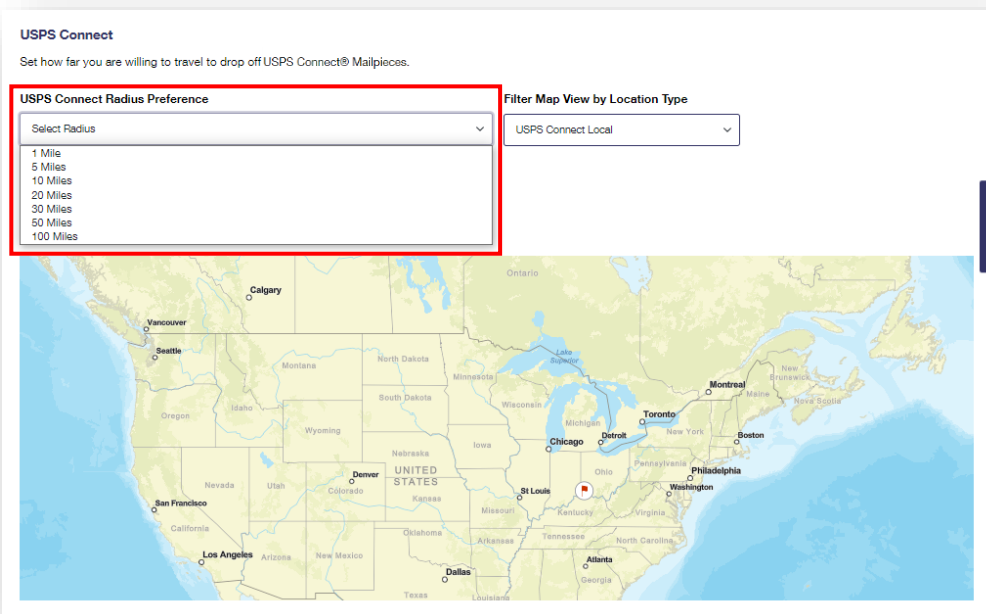 USPS Connect
Set how far you are willing to travel to drop off USPS Connect® Mailpieces.
USPS Connect Radius Preference
Select Radius
1 Mile
5 Miles
10 Miles
20 Miles
30 Miles
50 Miles
100 Miles
Filter Map View by Location Type
USPS Connect Local
Ontario
Calgary
Vancouver
Seattle
Lake
Superior
Montana
North Dakota
Minnesota
New
Brunswick
Montreal
Maine
Nova Scotia
South Dakota
Wisconsin
Oregon
Idaho
Toronto
Michigan
Wyoming
New York
Detroit
Boston
Chicago
Iowa
Nebraska
Pennsylvania
UNITED
STATES
Ohio
Philadelphia
Denver
Nevada
Utah
Colorado
Washington
St Louis
Kansas
San Francisco
Missouri
Kentucky
Virginia
California
Oklahoma
Tennessee
Arkansas
North Carolina
Los Angeles
Arizona
New Mexico
Atlanta
Dallas
Georgia
Texas
Louisiana